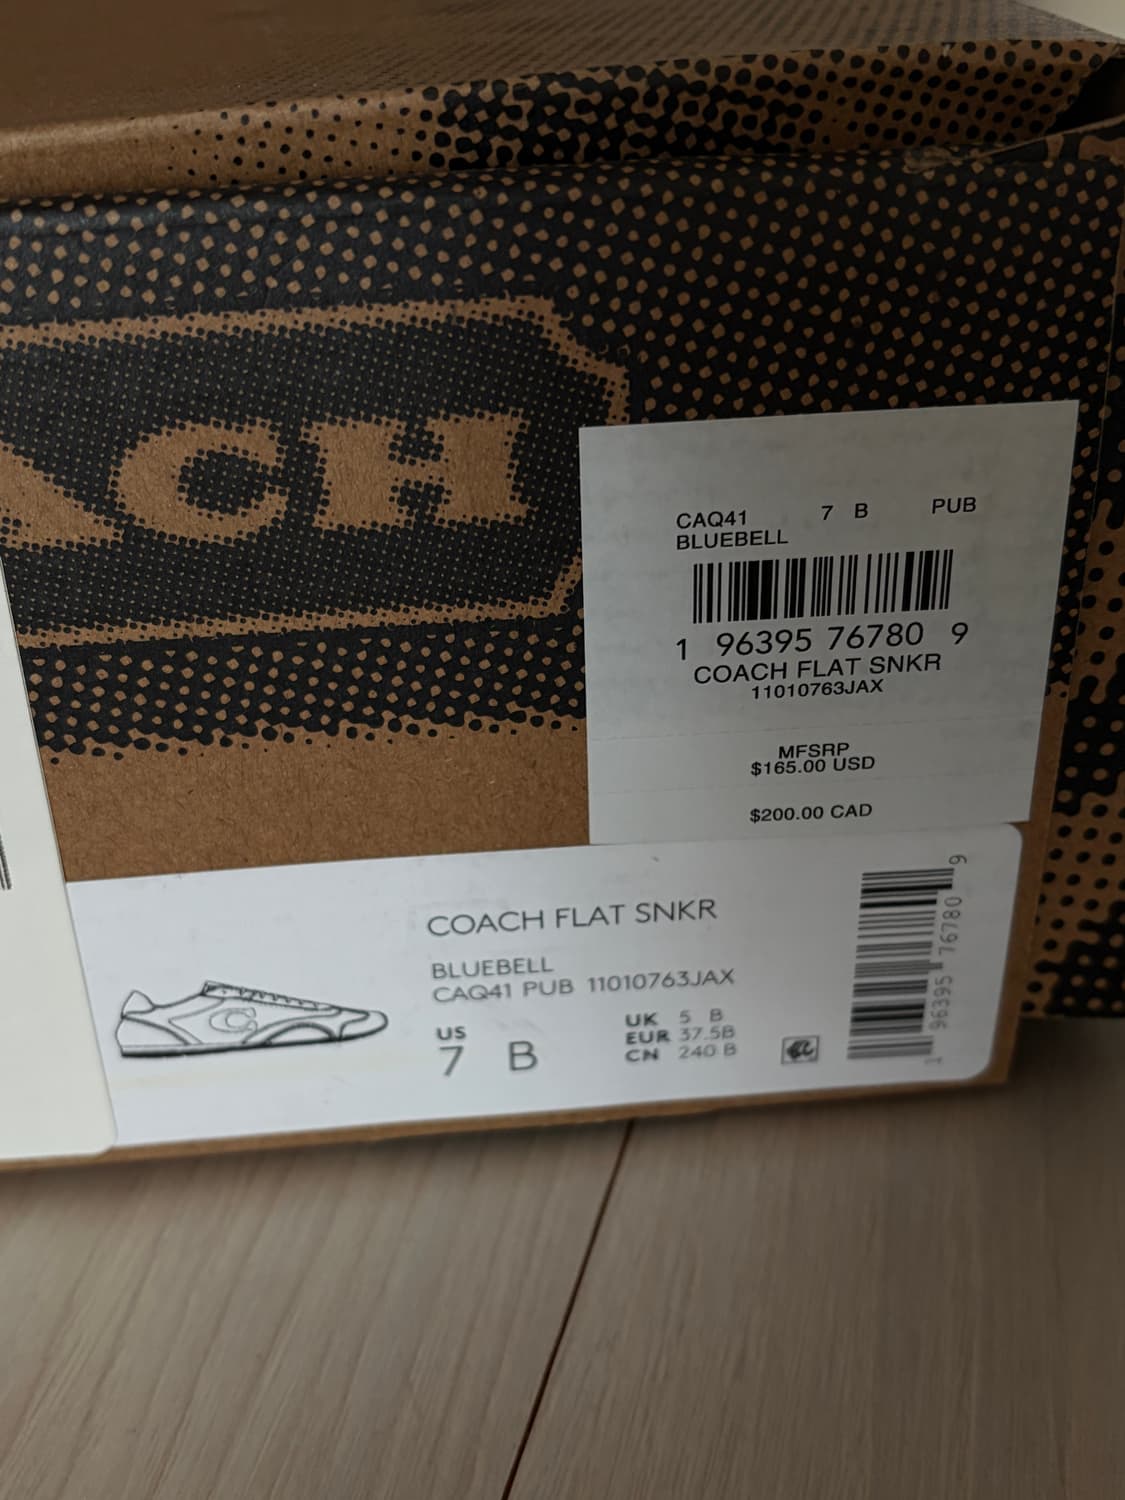 ACH
CAQ41 7 B PUB
BLUEBELL
1 96395 76780 9
COACH FLAT SNKR
11010763JAX
MFSRP
$165.00 USD
$200.00 CAD
COACH FLAT SNKR
BLUEBELL
CAQ41 PUB 11010763JAX
US
7 B
UK 5 B
EUR 37.5B
CN 240 B
1 96395 76780 9